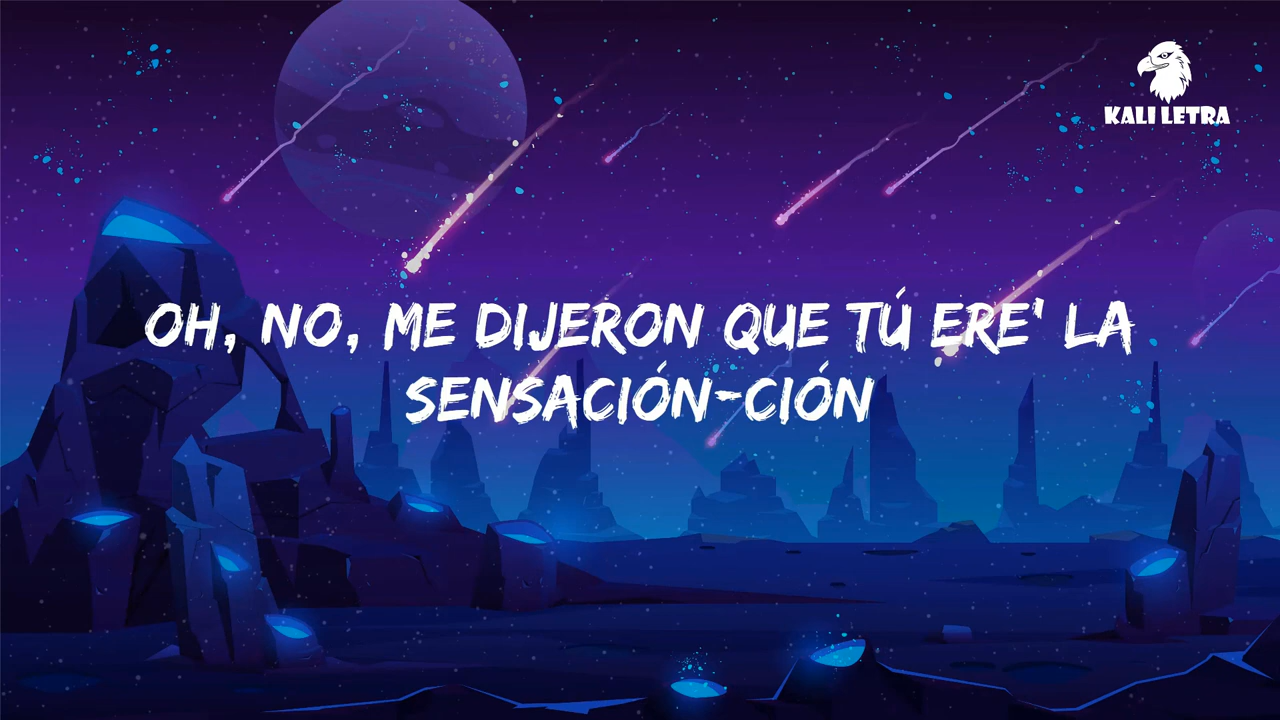 KALI LETRA
OH, NO, ME DIJERON QUE TÚ ERE' LA
SENSACIÓN-CIÓN